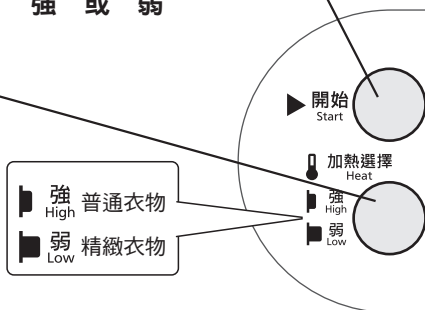 強 或 弱
開始
Start
加熱選擇
Heat
強
High
弱
Low
強 普通衣物
High
弱 精緻衣物
Low